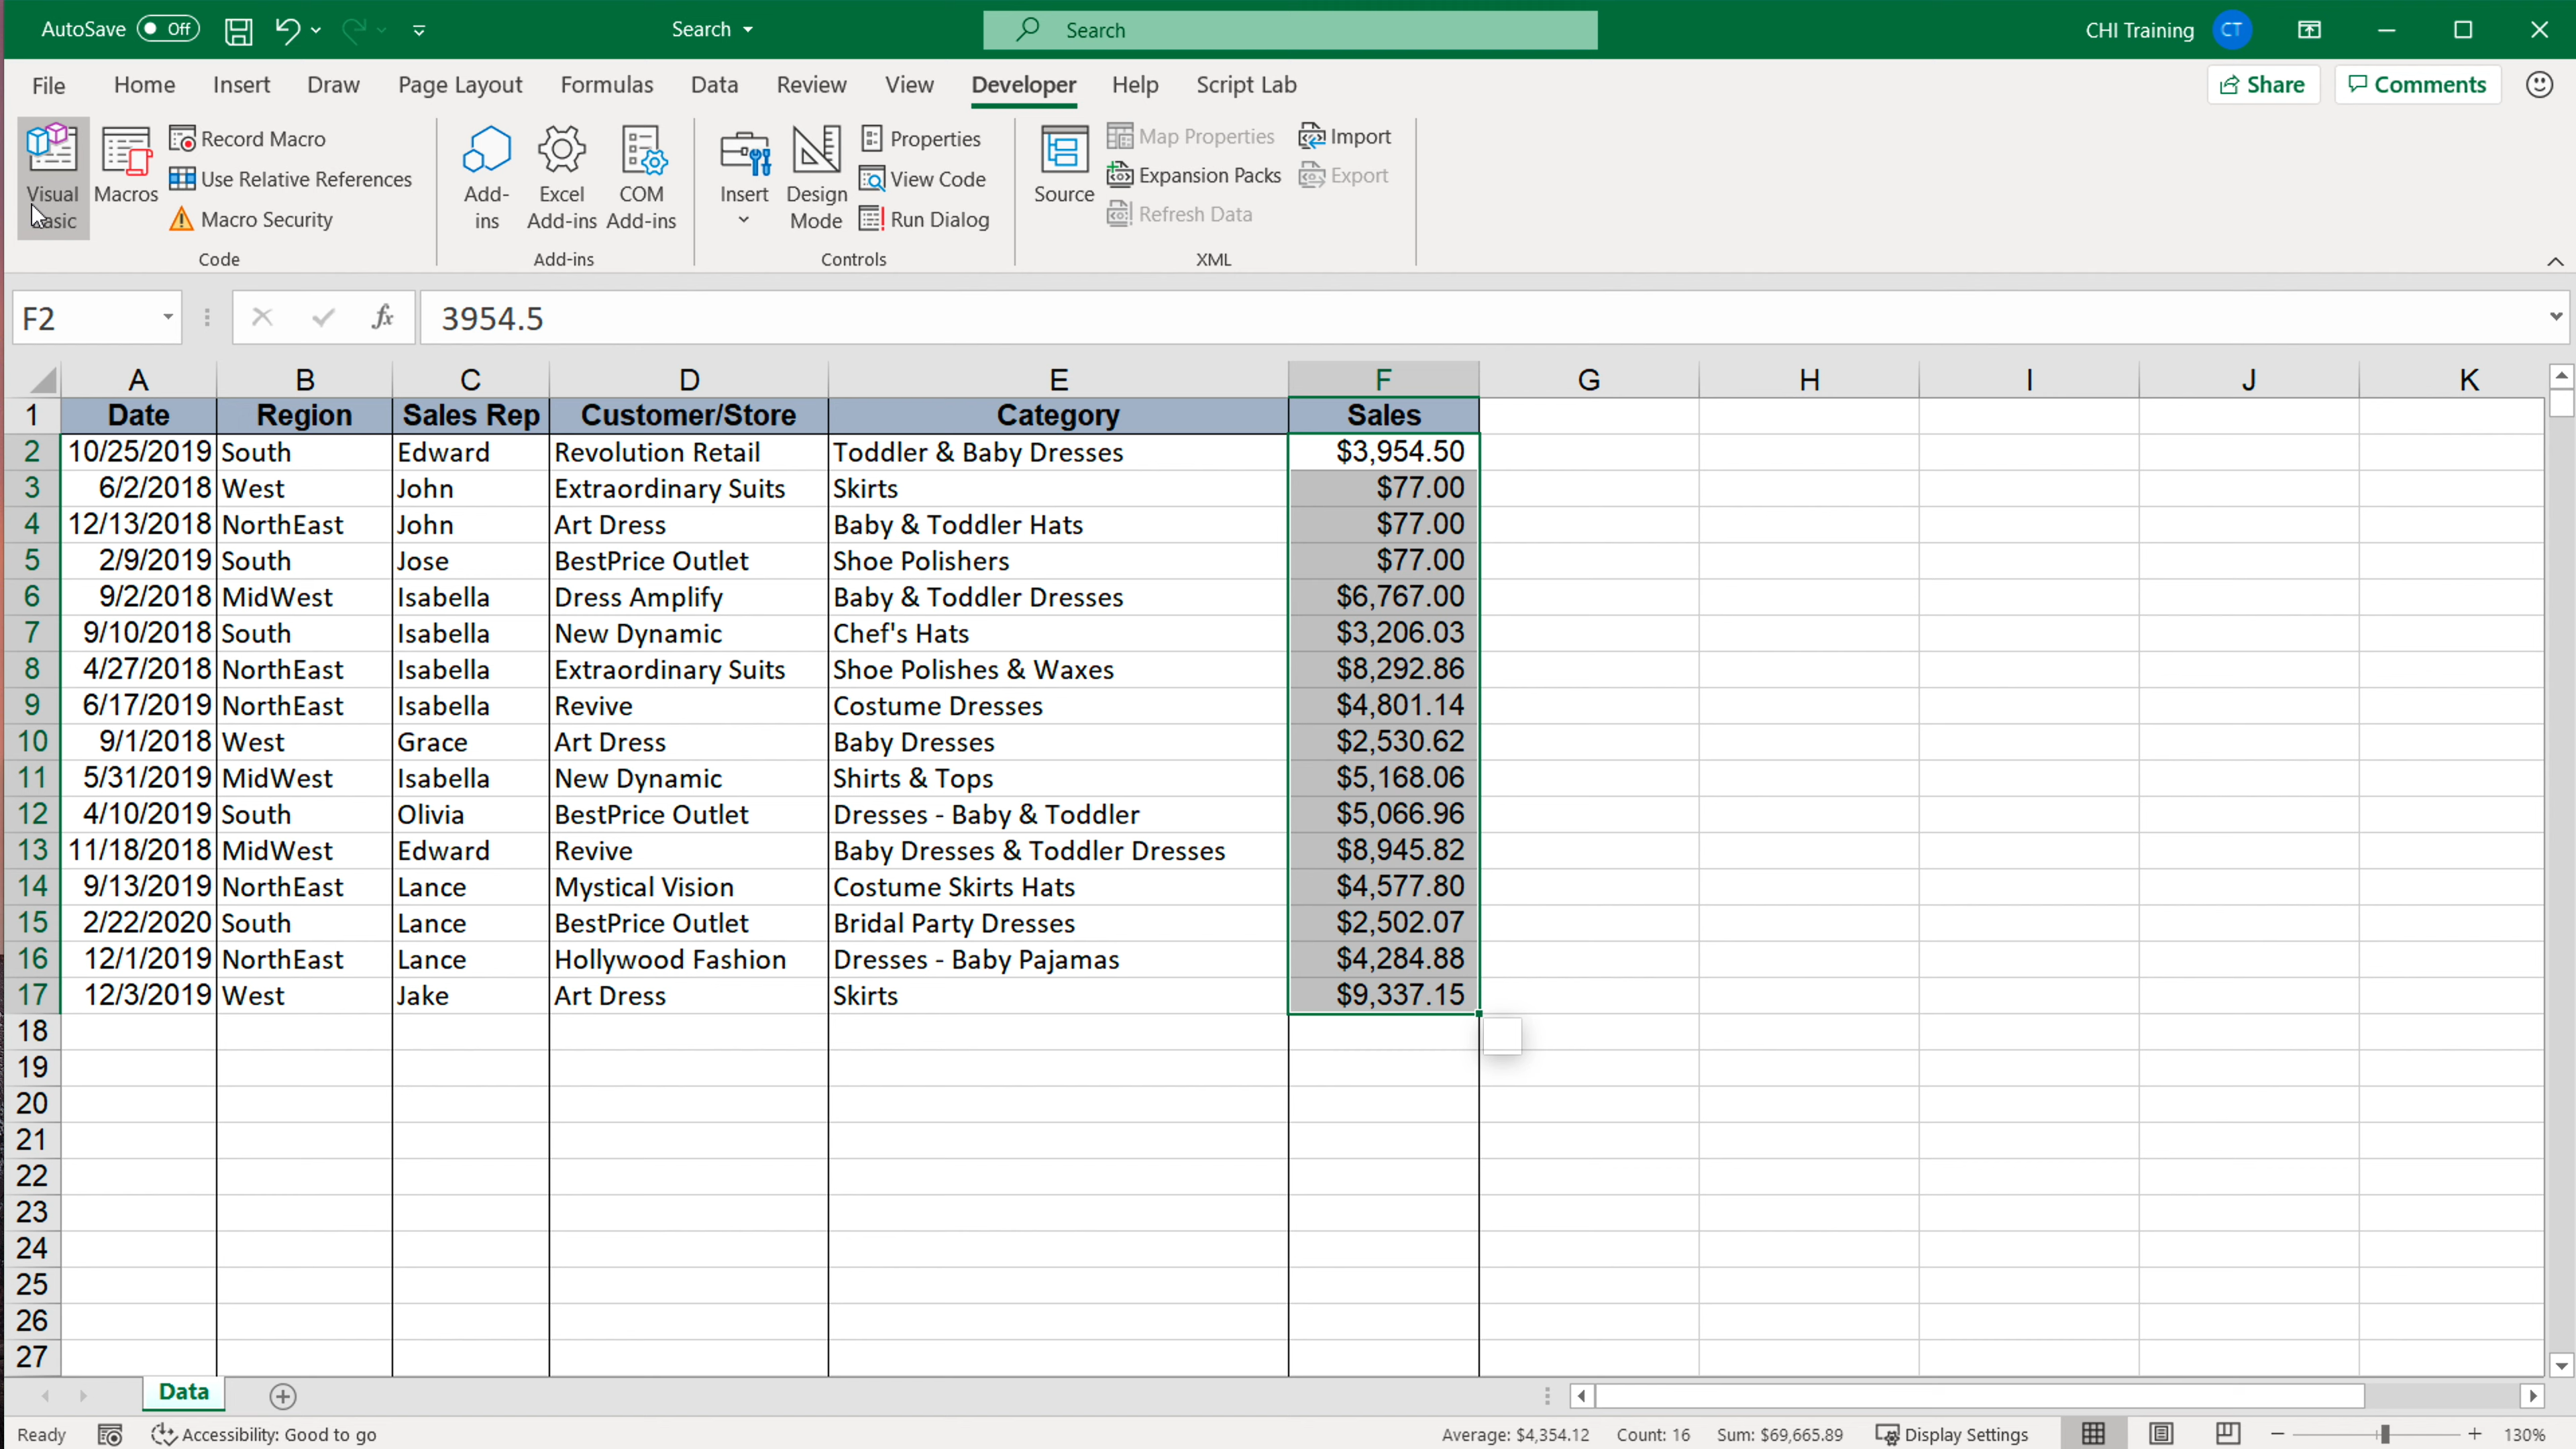 AutoSave Off Search Search CHI Training CT
File Home Insert Draw Page Layout Formulas Data Review View Developer Help Script Lab Share Comments
Visual Basic Macros Record Macro Use Relative References Macro Security Code
Add-ins Excel Add-ins COM Add-ins Add-ins
Insert Design Mode Properties View Code Run Dialog Controls
Source Map Properties Expansion Packs Refresh Data Import Export XML
F2 fx 3954.5
A B C D E F G H I J K
1 Date Region Sales Rep Customer/Store Category Sales
2 10/25/2019 South Edward Revolution Retail Toddler & Baby Dresses $3,954.50
3 6/2/2018 West John Extraordinary Suits Skirts $77.00
4 12/13/2018 NorthEast John Art Dress Baby & Toddler Hats $77.00
5 2/9/2019 South Jose BestPrice Outlet Shoe Polishers $77.00
6 9/2/2018 MidWest Isabella Dress Amplify Baby & Toddler Dresses $6,767.00
7 9/10/2018 South Isabella New Dynamic Chef's Hats $3,206.03
8 4/27/2018 NorthEast Isabella Extraordinary Suits Shoe Polishes & Waxes $8,292.86
9 6/17/2019 NorthEast Isabella Revive Costume Dresses $4,801.14
10 9/1/2018 West Grace Art Dress Baby Dresses $2,530.62
11 5/31/2019 MidWest Isabella New Dynamic Shirts & Tops $5,168.06
12 4/10/2019 South Olivia BestPrice Outlet Dresses - Baby & Toddler $5,066.96
13 11/18/2018 MidWest Edward Revive Baby Dresses & Toddler Dresses $8,945.82
14 9/13/2019 NorthEast Lance Mystical Vision Costume Skirts Hats $4,577.80
15 2/22/2020 South Lance BestPrice Outlet Bridal Party Dresses $2,502.07
16 12/1/2019 NorthEast Lance Hollywood Fashion Dresses - Baby Pajamas $4,284.88
17 12/3/2019 West Jake Art Dress Skirts $9,337.15
18
19
20
21
22
23
24
25
26
27
Data
Ready Accessibility: Good to go Average: $4,354.12 Count: 16 Sum: $69,665.89 Display Settings 130%